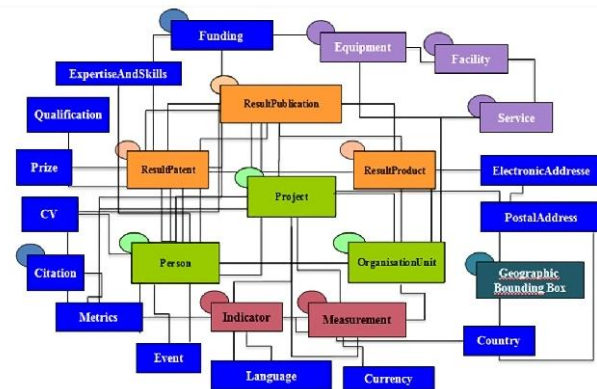 Funding
Equipment
Facility
ExpertiseAndSkills
ResultPublication
Qualification
Service
Prize
ResultPatent
ResultProduct
ElectronicAddresse
Project
CV
PostalAddress
Person
OrganisationUnit
Citation
Geographic
Bounding Box
Metrics
Indicator
Measurement
Country
Event
Language
Currency